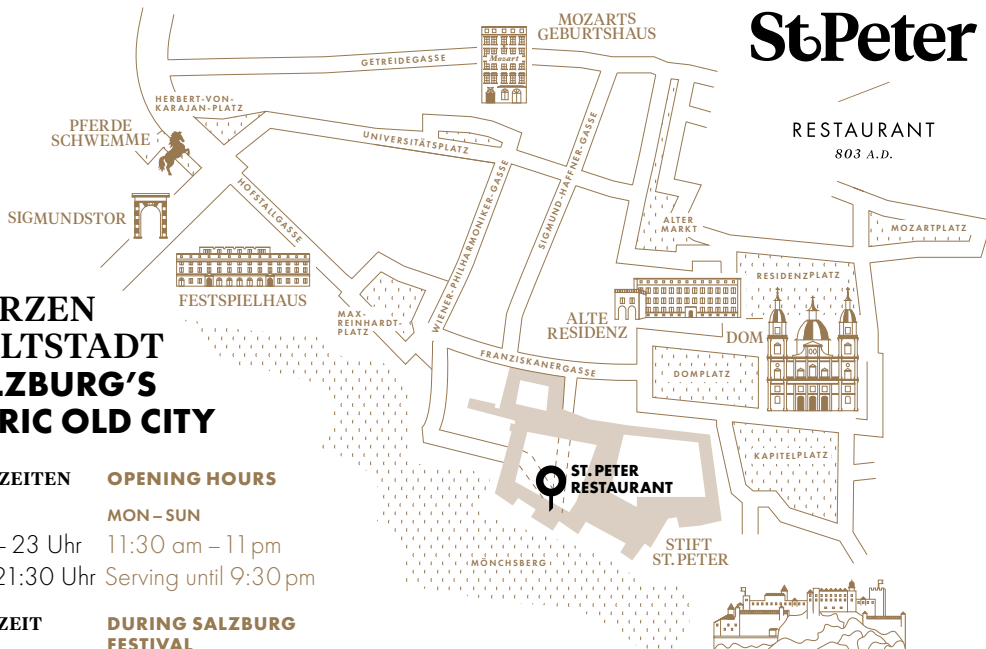 StPeter
RESTAURANT
803 A.D.
MOZARTS
GEBURTSHAUS
Mozart
GETREIDEGASSE
HERBERT-VON-
KARAJAN-PLATZ
PFERDE
SCHWEMME
UNIVERSITÄTSPLATZ
SIGMUND-HAFFNER-GASSE
WIENER-PHILHARMONIKER-GASSE
HOFSTALLGASSE
SIGMUNDSTOR
ALTER
MARKT
MOZARTPLATZ
RESIDENZPLATZ
FESTSPIELHAUS
MAX-
REINHARDT-
PLATZ
ALTE
RESIDENZ
DOM
FRANZISKANERGASSE
DOMPLATZ
KAPITELPLATZ
ST. PETER
RESTAURANT
STIFT
ST. PETER
MÖNCHSBERG
RZEN
LTSTADT
LZBURG’S
RIC OLD CITY
ZEITEN OPENING HOURS
MON – SUN
– 23 Uhr 11:30 am – 11 pm
21:30 Uhr Serving until 9:30 pm
ZEIT DURING SALZBURG
FESTIVAL